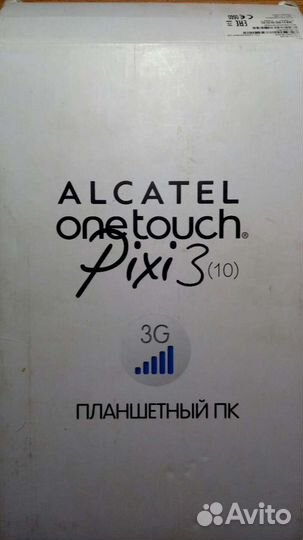 ALCATEL
onetouch®
Pixi 3 (10)
3G
ПЛАНШЕТНЫЙ ПК
Avito